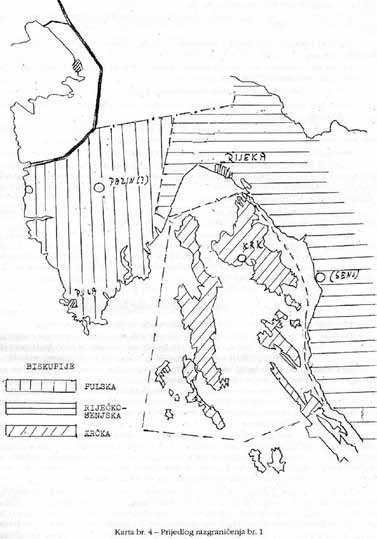 RIJEKA
PAZIN(?)
KRK
(SENJ)
PULA
BISKUPIJE
PULSKA
RIJEČKO-
SENJSKA
KRČKA
Karta br. 4 – Prijedlog razgraničenja br. 1